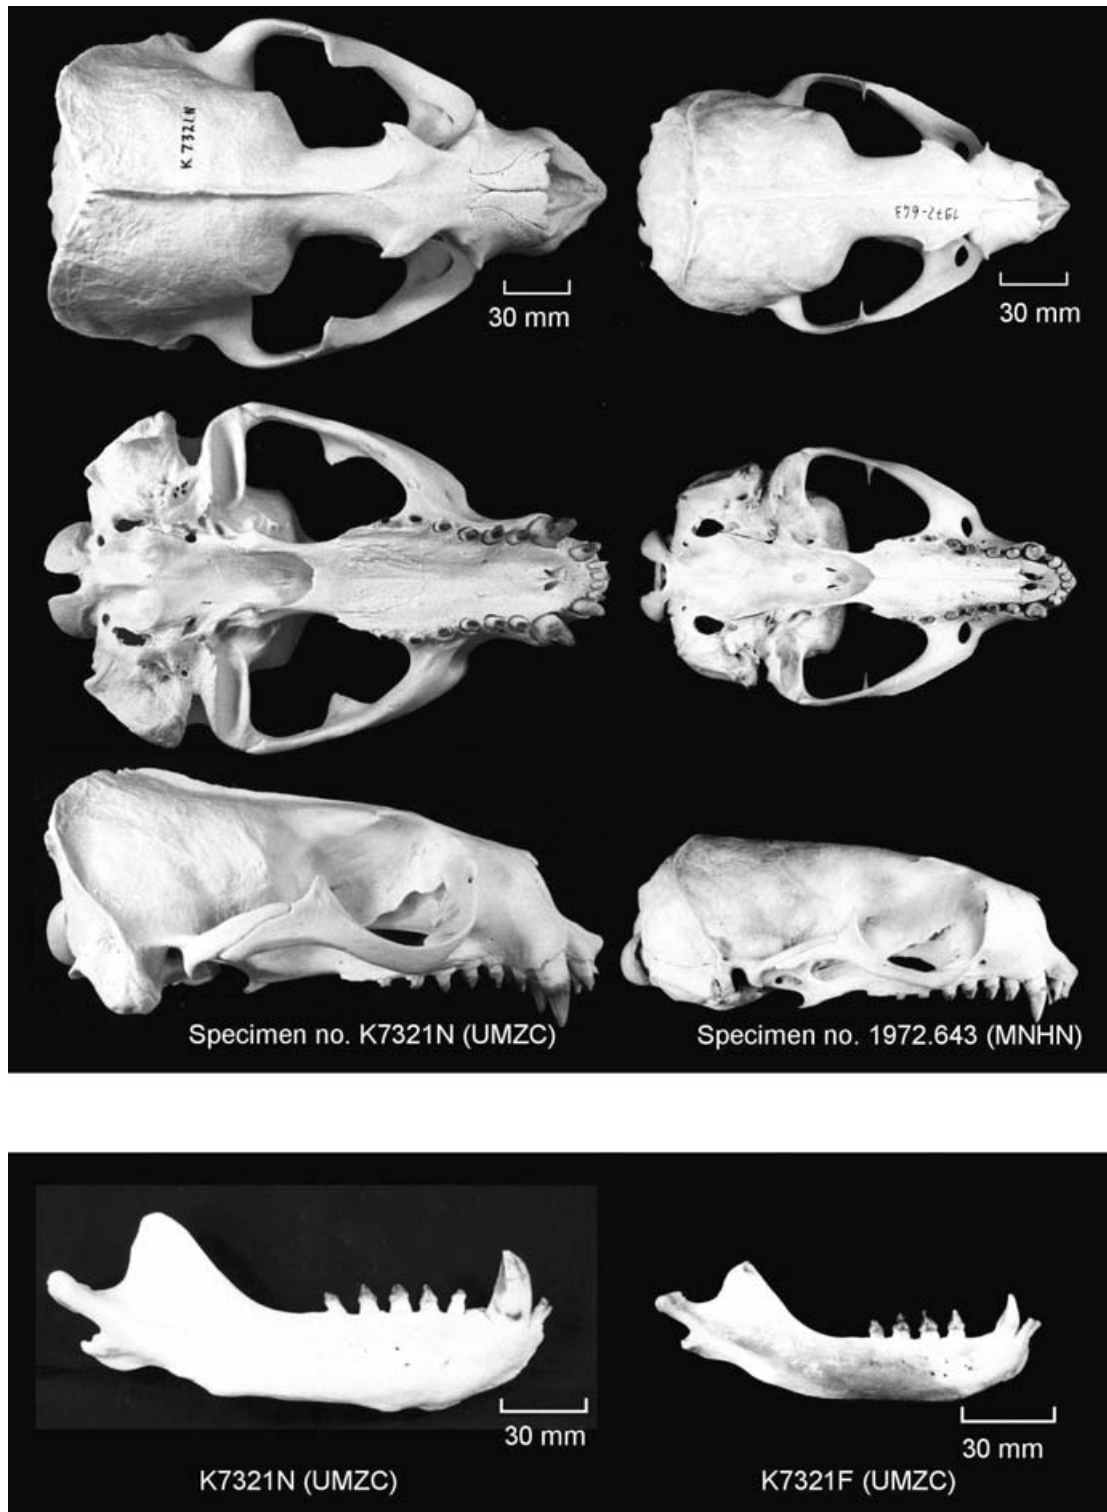 K 7321N
1972-643
30 mm
30 mm
Specimen no. K7321N (UMZC)
Specimen no. 1972.643 (MNHN)
30 mm
30 mm
K7321N (UMZC)
K7321F (UMZC)